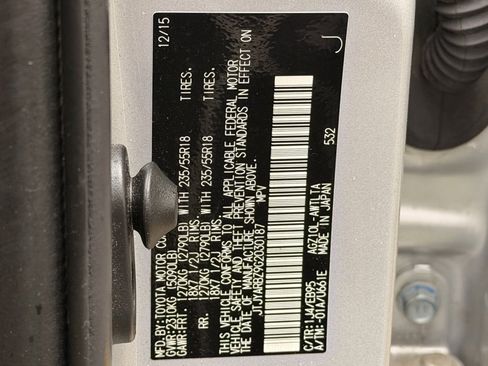 MFD. BY:TOYOTA MOTOR CO 12/15
GVWR:2310KG (5090LB)
GAWR:FRT. 1270KG (2790LB) WITH 235/55R18 TIRES.
18X7 1/2J RIMS.
RR. 1270KG (2790LB) WITH 235/55R18 TIRES.
18X7 1/2J RIMS.
THIS VEHICLE CONFORMS TO ALL APPLICABLE FEDERAL MOTOR
VEHICLE SAFETY AND THEFT PREVENTION STANDARDS IN EFFECT ON
THE DATE OF MANUFACTURE SHOWN ABOVE.
JTJYARBZ902030187 MPV
C/TR:1J4/EB95 AGZ10L-AWTLTA
A/TM:-01A/U661E MADE IN JAPAN
532
J